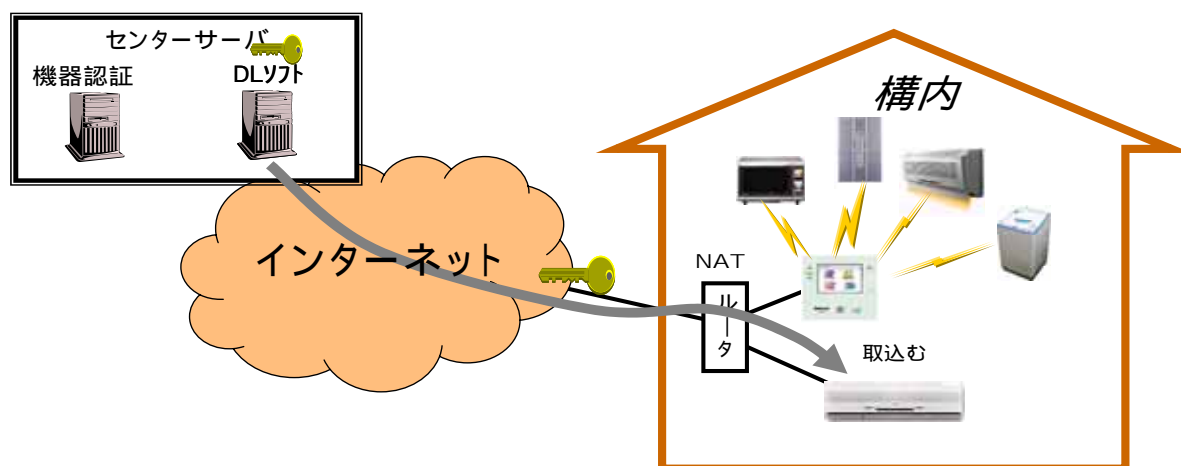 センターサーバ
機器認証
DLソフト
構内
インターネット
NAT
ルータ
取込む